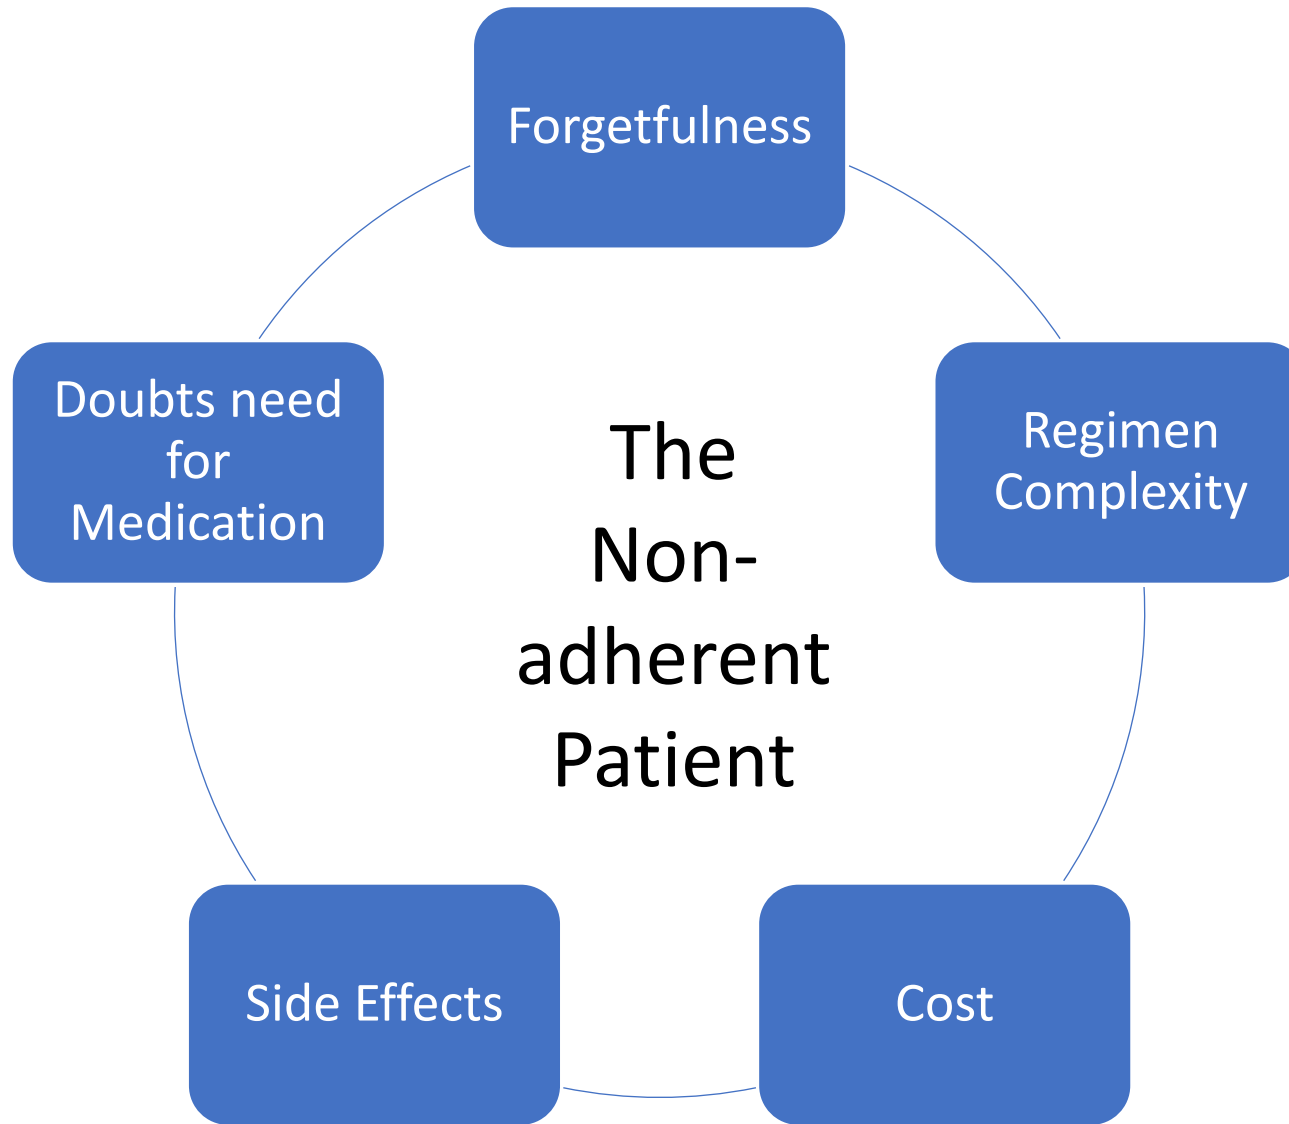 Forgetfulness
Doubts need
for
Medication
Regimen
Complexity
The
Non-
adherent
Patient
Side Effects
Cost